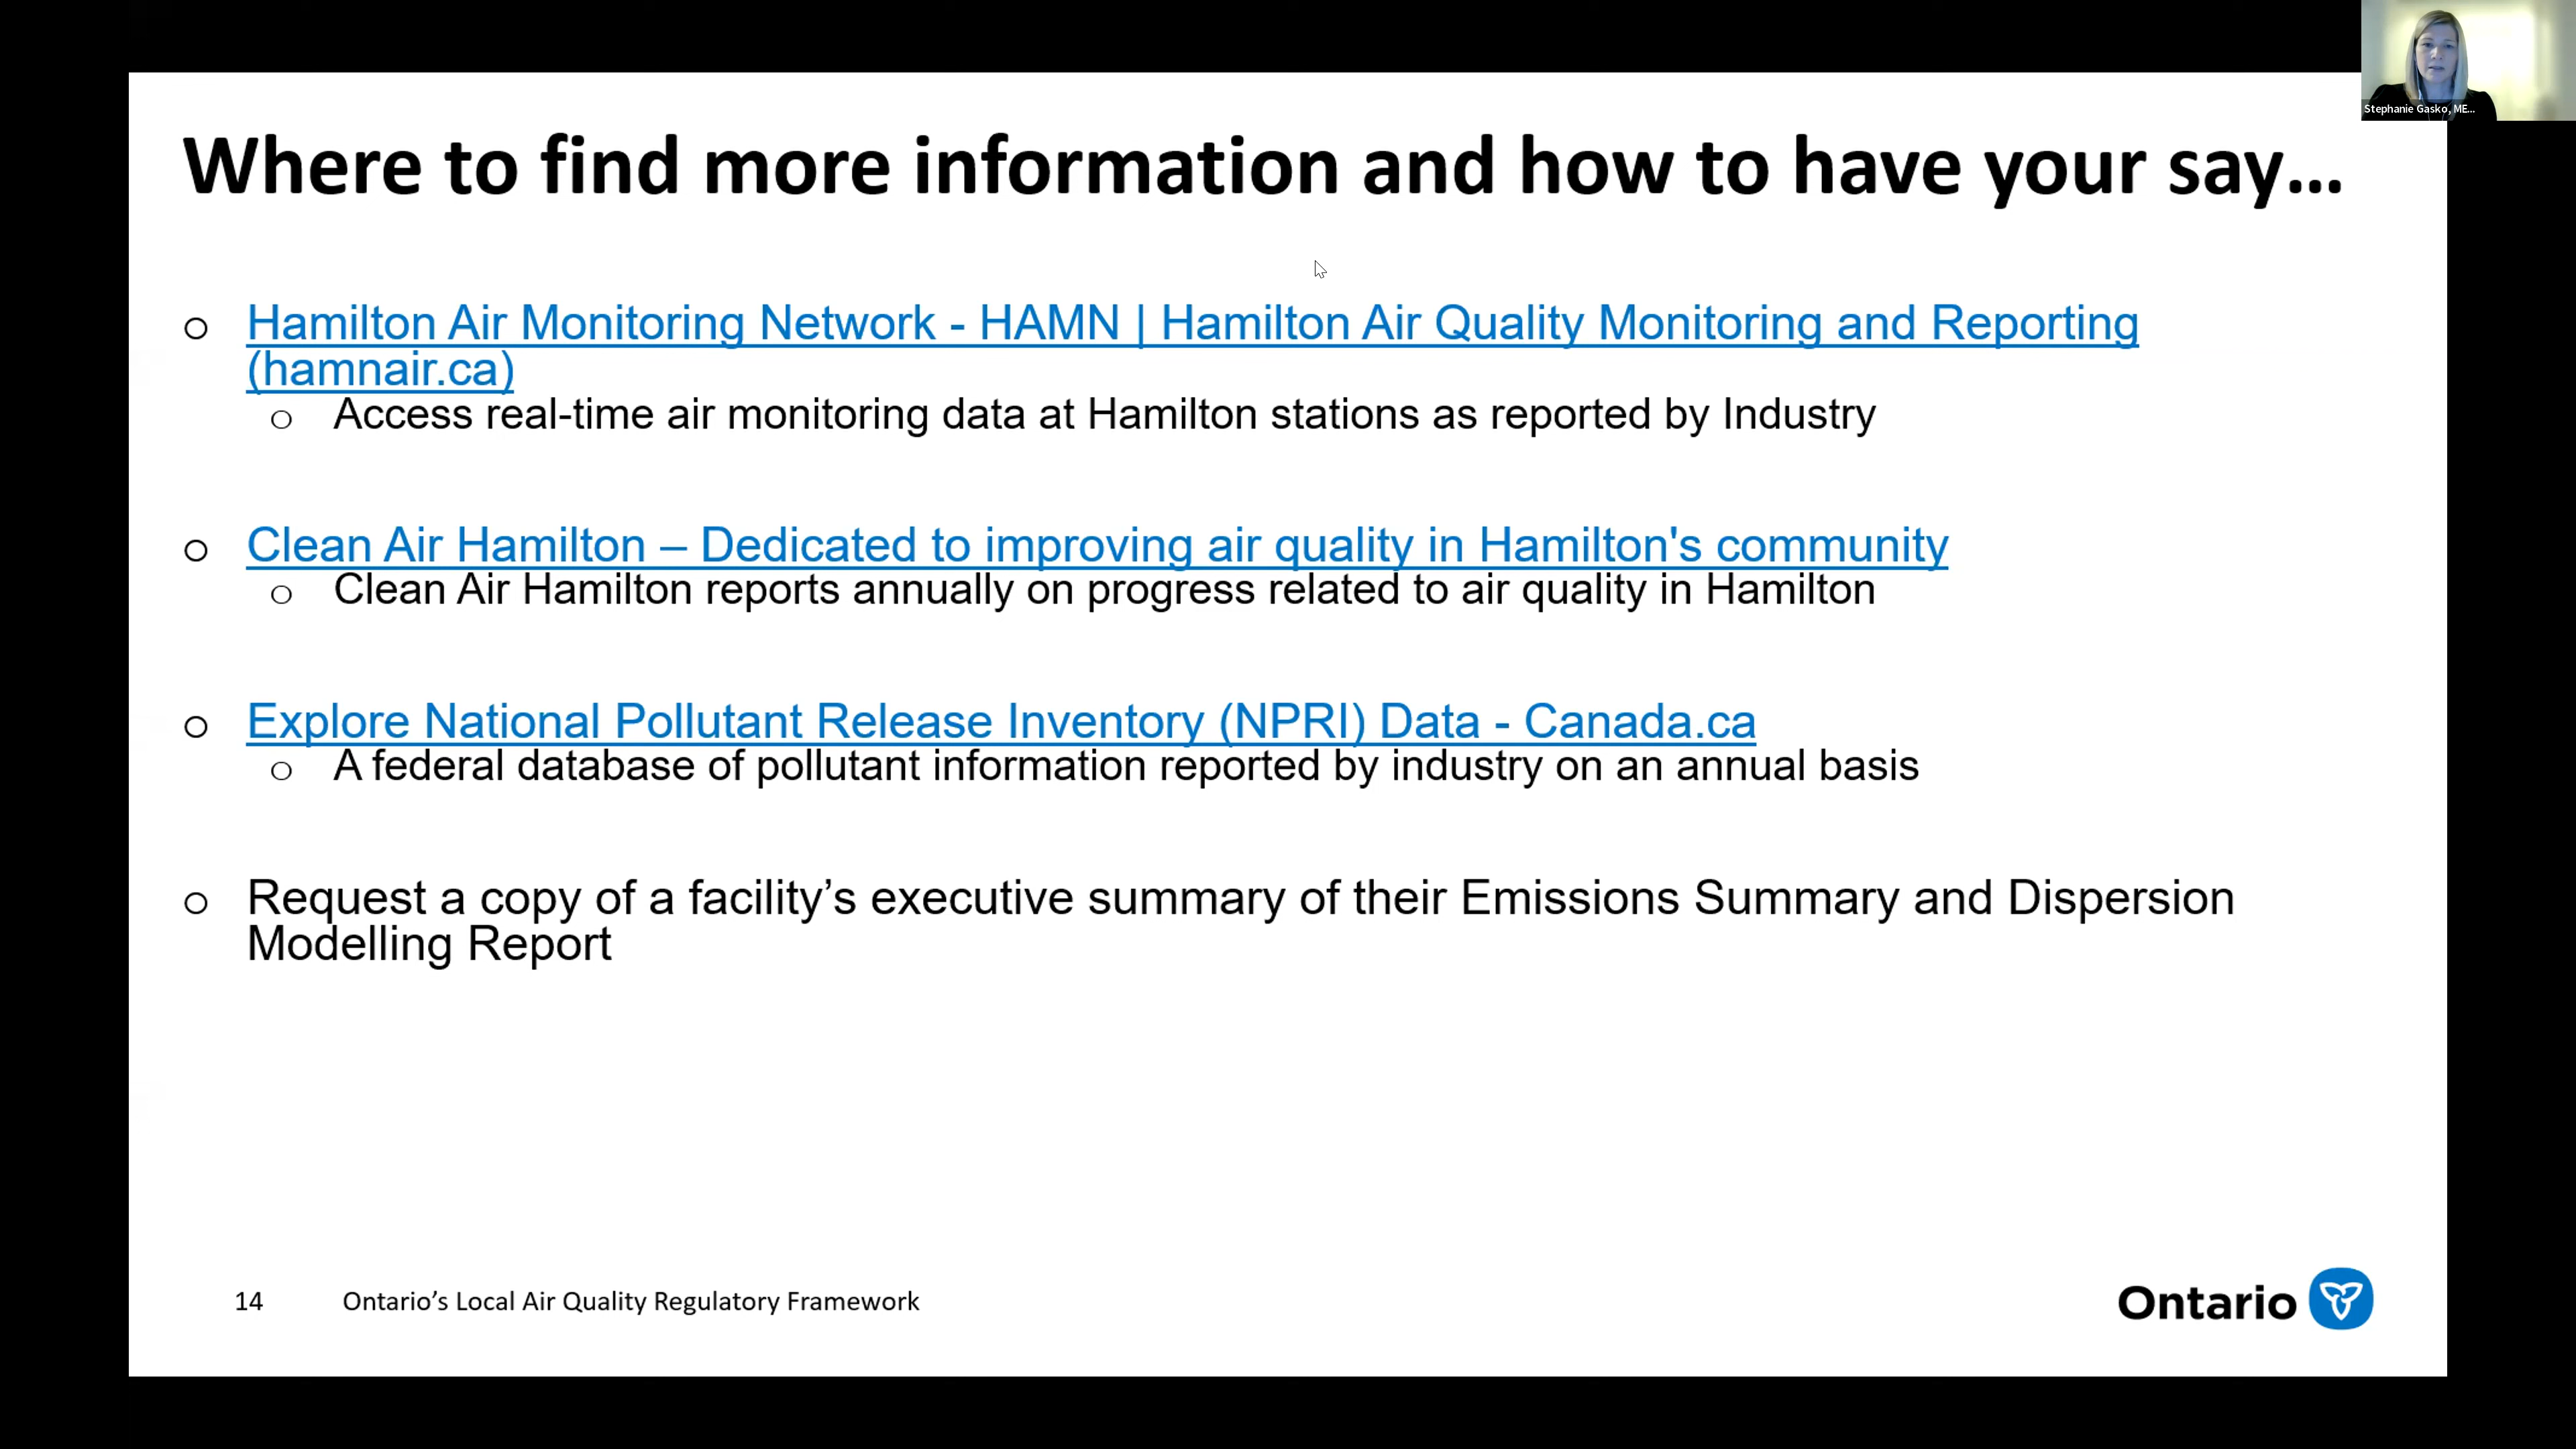 Stephanie Gasko, ME...
Where to find more information and how to have your say...
Hamilton Air Monitoring Network - HAMN | Hamilton Air Quality Monitoring and Reporting
(hamnair.ca)
Access real-time air monitoring data at Hamilton stations as reported by Industry
Clean Air Hamilton – Dedicated to improving air quality in Hamilton's community
Clean Air Hamilton reports annually on progress related to air quality in Hamilton
Explore National Pollutant Release Inventory (NPRI) Data - Canada.ca
A federal database of pollutant information reported by industry on an annual basis
Request a copy of a facility’s executive summary of their Emissions Summary and Dispersion
Modelling Report
14 Ontario’s Local Air Quality Regulatory Framework
Ontario